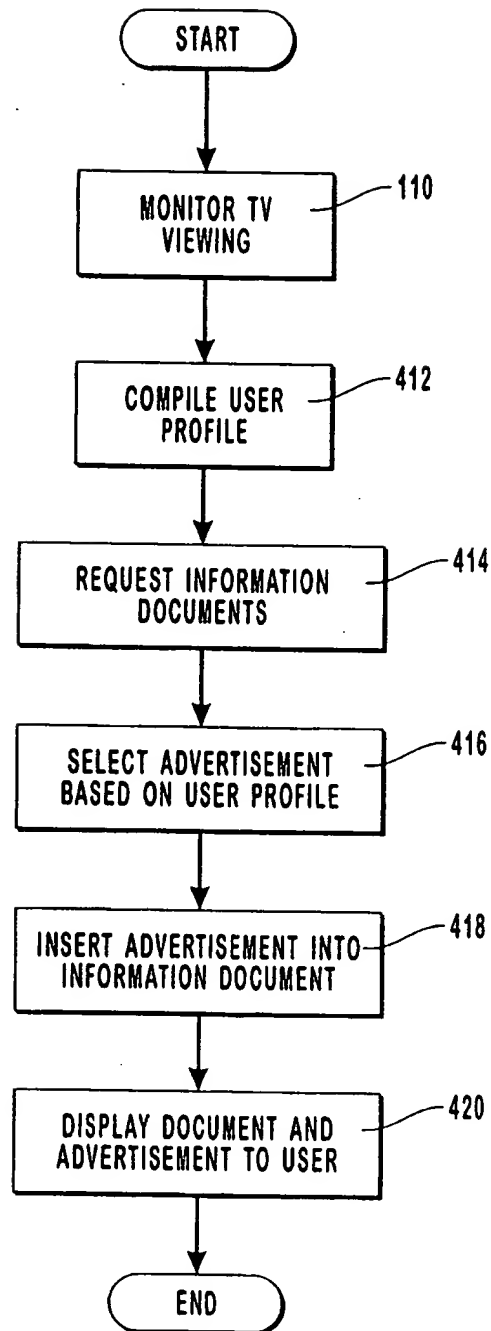 START
MONITOR TV
VIEWING
110
COMPILE USER
PROFILE
412
REQUEST INFORMATION
DOCUMENTS
414
SELECT ADVERTISEMENT
BASED ON USER PROFILE
416
INSERT ADVERTISEMENT INTO
INFORMATION DOCUMENT
418
DISPLAY DOCUMENT AND
ADVERTISEMENT TO USER
420
END